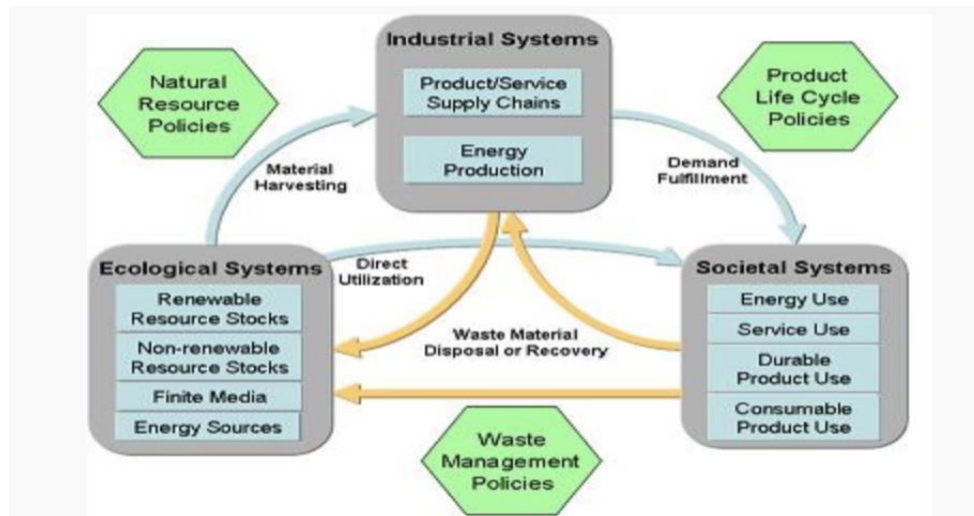 Industrial Systems
Product/Service
Supply Chains
Energy
Production
Natural
Resource
Policies
Product
Life Cycle
Policies
Material
Harvesting
Demand
Fulfillment
Ecological Systems
Renewable
Resource Stocks
Non-renewable
Resource Stocks
Finite Media
Energy Sources
Direct
Utilization
Waste Material
Disposal or Recovery
Societal Systems
Energy Use
Service Use
Durable
Product Use
Consumable
Product Use
Waste
Management
Policies